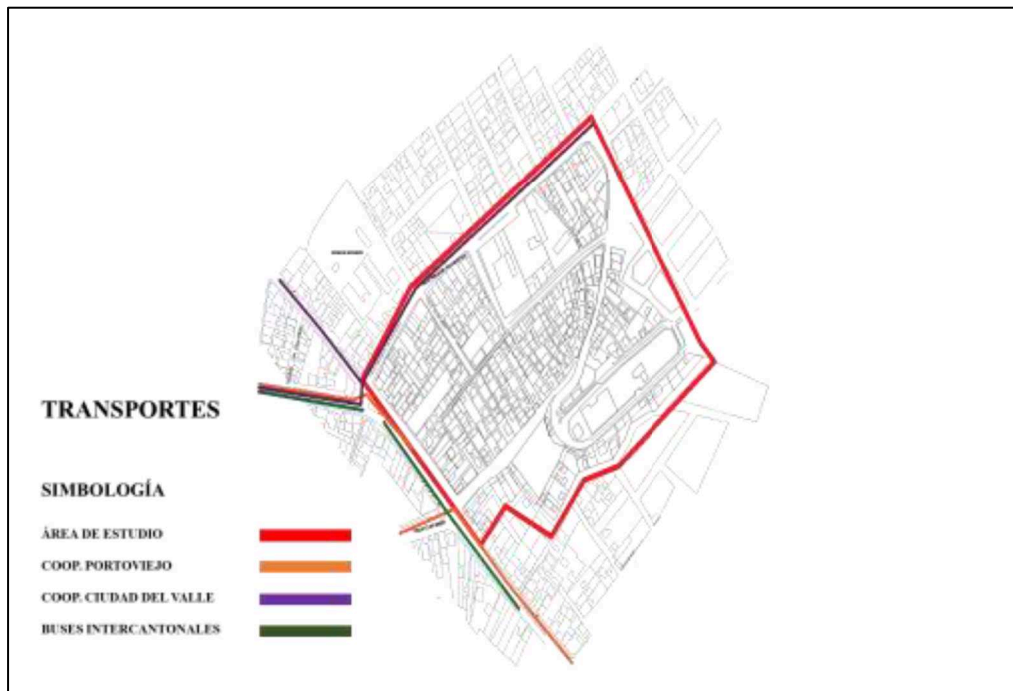 TRANSPORTES
SIMBOLOGÍA
ÁREA DE ESTUDIO
COOP. PORTOVIEJO
COOP. CIUDAD DEL VALLE
BUSES INTERCANTONALES